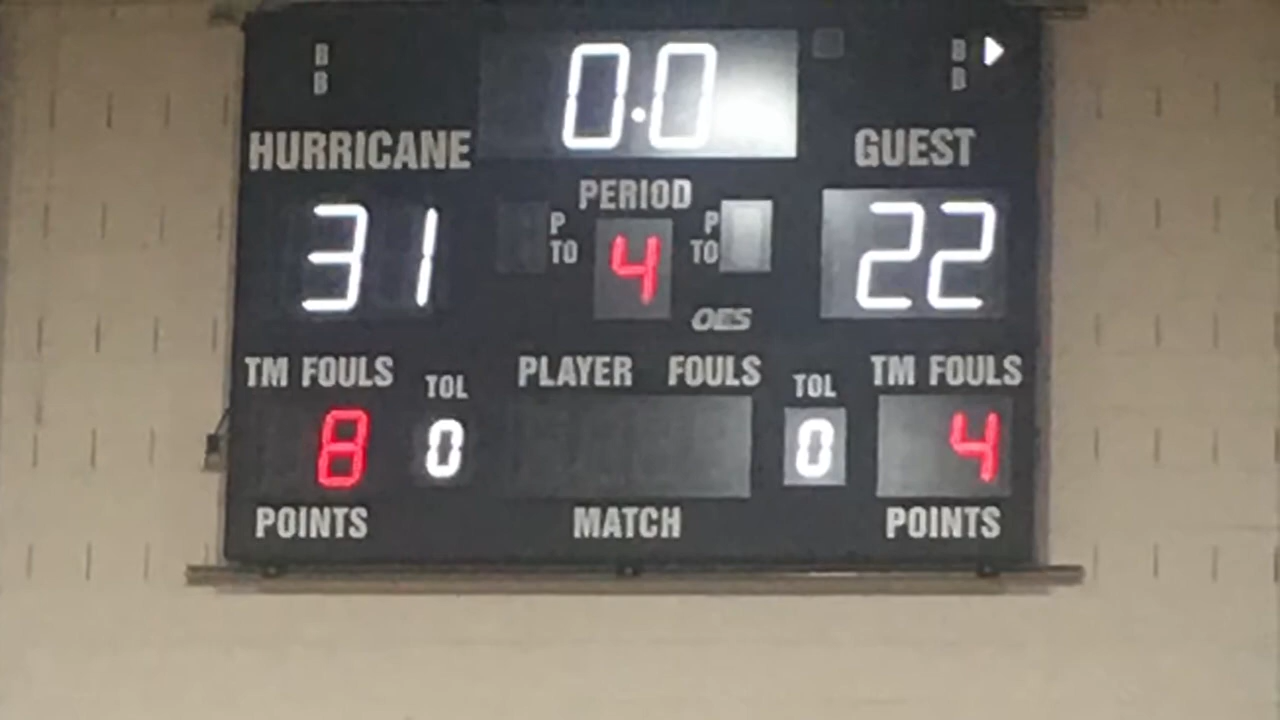 B 0.0 B
B B
HURRICANE GUEST
PERIOD
31 P TO 4 P TO 22
OES
TM FOULS PLAYER FOULS TM FOULS
TOL TOL
8 0 0 4
POINTS MATCH POINTS